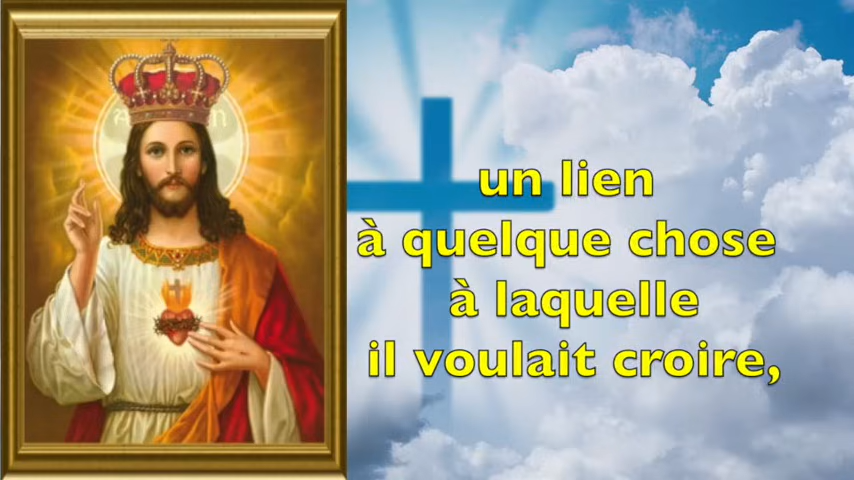 un lien
à quelque chose
à laquelle
il voulait croire,